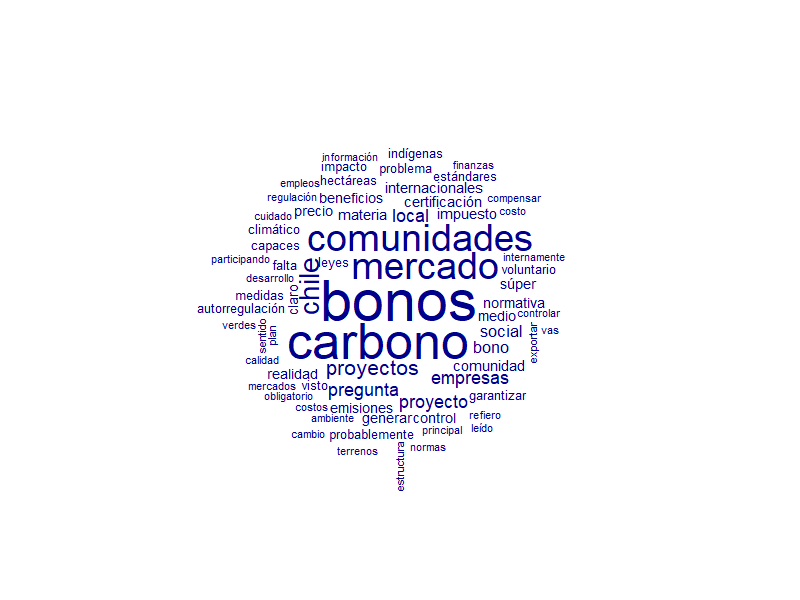 indígenas
información
impacto
problema
finanzas
estándares
empleos
hectáreas
internacionales
regulación
beneficios
certificación
compensar
cuidado
precio
materia
local
impuesto
costo
climático
capaces
comunidades
participando
falta
leyes
mercado
internamente
voluntario
desarrollo
súper
medidas
claro
chile
bonos
normativa
autorregulación
medio
controlar
verdes
sentido
plan
carbono
social
exportar
vas
bono
calidad
realidad
proyectos
comunidad
mercados
visto
pregunta
empresas
obligatorio
proyecto
garantizar
costos
emisiones
ambiente
generar
control
refiero
cambio
probablemente
principal
leído
terrenos
normas
estructura